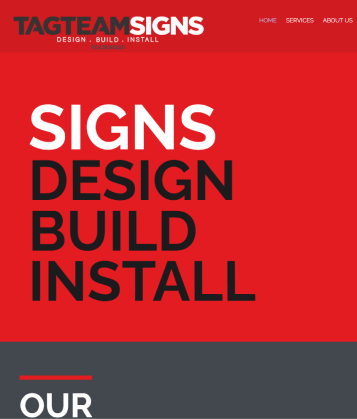 TAGTEAMSIGNS
DESIGN . BUILD . INSTALL
HOME SERVICES ABOUT US
SIGNS
DESIGN
BUILD
INSTALL
OUR